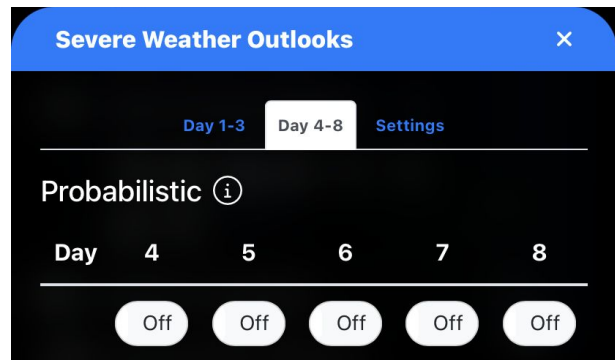 Severe Weather Outlooks ×
Day 1-3 Day 4-8 Settings
Probabilistic i
Day 4 5 6 7 8
Off Off Off Off Off